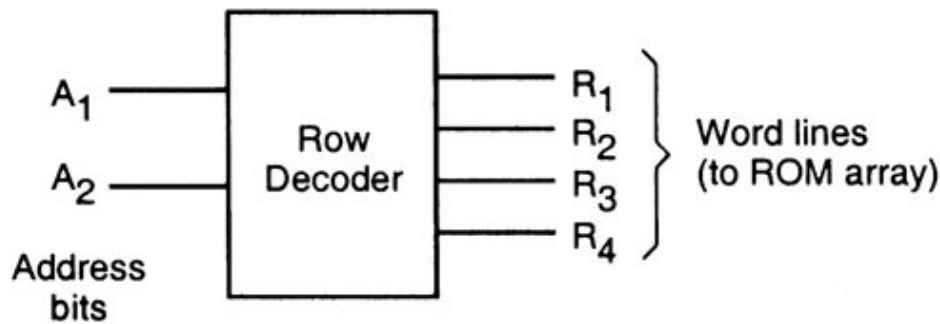 A1
A2
Address
bits
Row
Decoder
R1
R2
R3
R4
Word lines
(to ROM array)